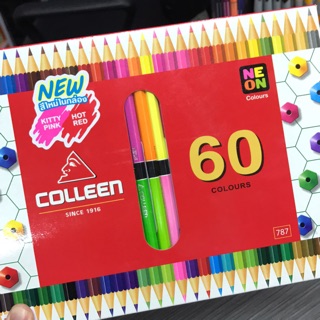 NEW
สีใหม่ในกล่อง
KITTY PINK
HOT RED
NEON
Colours
COLLEEN
SINCE 1916
60
COLOURS
787